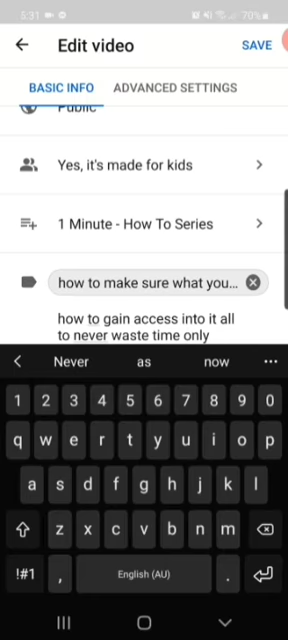 5:31
70%
Edit video
SAVE
BASIC INFO
ADVANCED SETTINGS
Public
Yes, it's made for kids
1 Minute - How To Series
how to make sure what you...
how to gain access into it all
to never waste time only
Never as now
1 2 3 4 5 6 7 8 9 0
q w e r t y u i o p
a s d f g h j k l
z x c v b n m
!#1 , English (AU) .